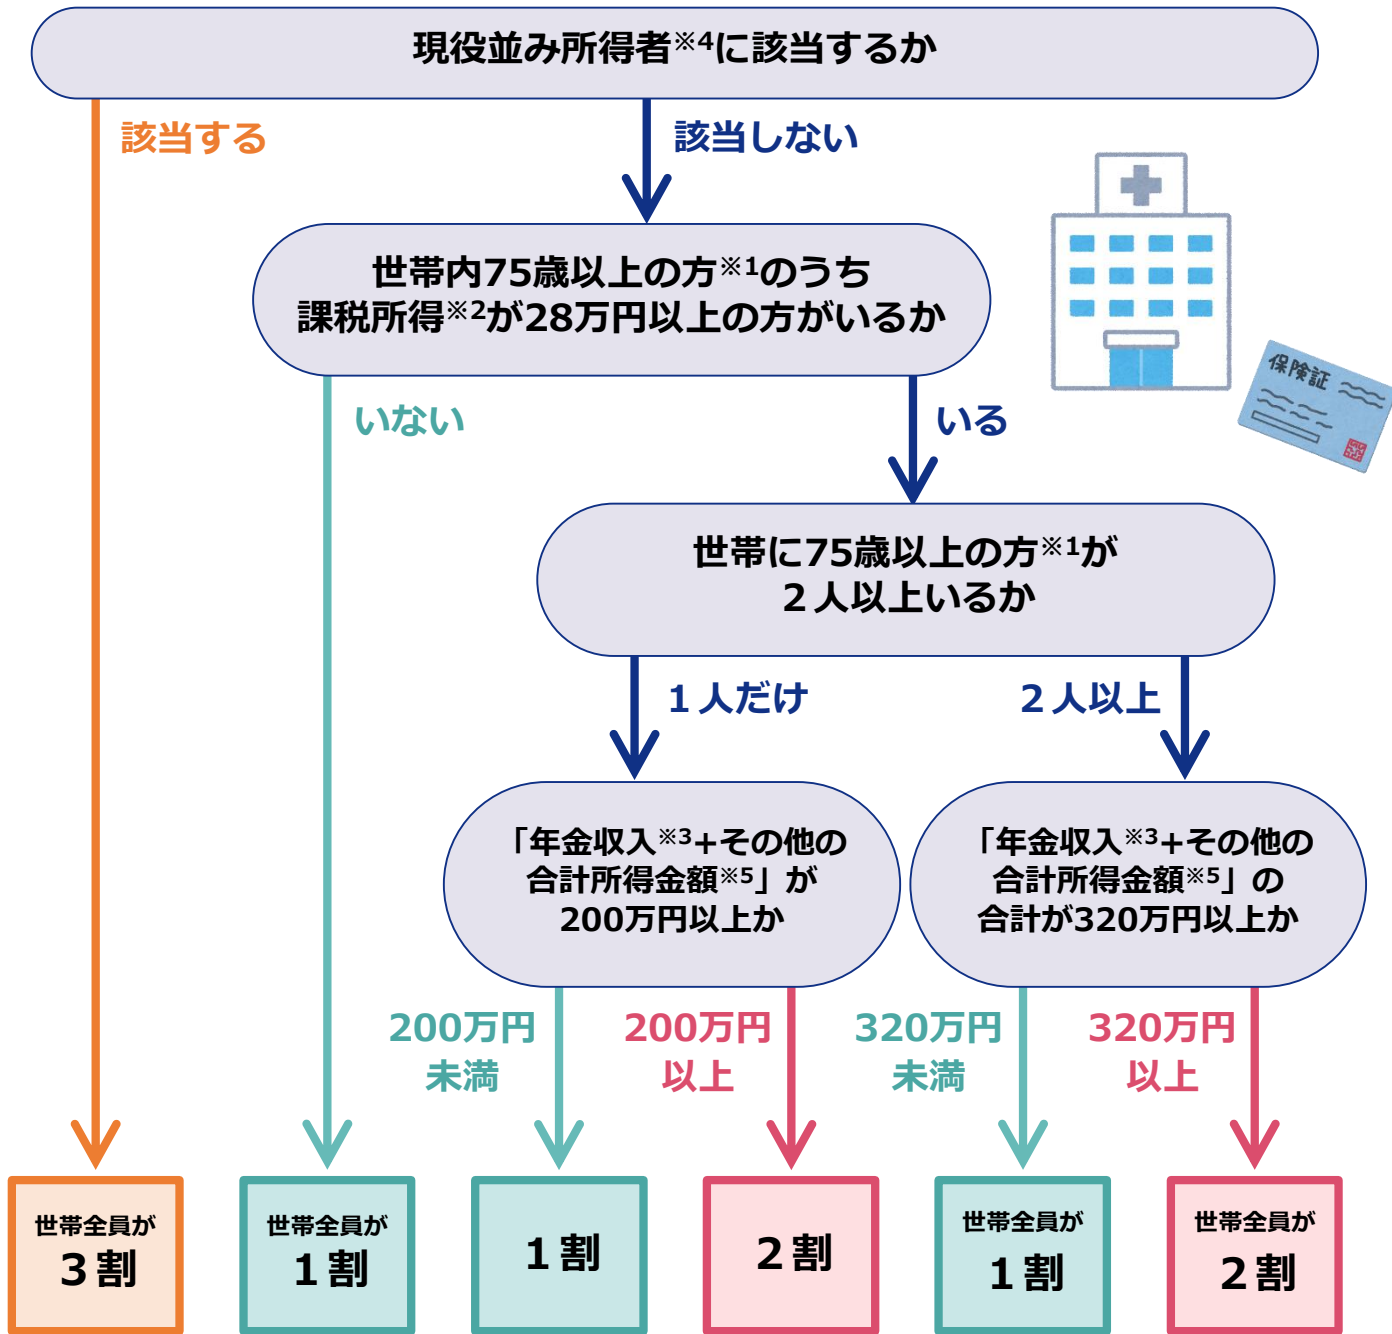 現役並み所得者※4に該当するか
該当する
該当しない
世帯内75歳以上の方※1のうち
課税所得※2が28万円以上の方がいるか
保険証
いない
いる
世帯に75歳以上の方※1が
２人以上いるか
１人だけ
２人以上
「年金収入※3+その他の
合計所得金額※5」が
200万円以上か
「年金収入※3+その他の
合計所得金額※5」の
合計が320万円以上か
200万円
未満
200万円
以上
320万円
未満
320万円
以上
世帯全員が
３割
世帯全員が
１割
１割
２割
世帯全員が
１割
世帯全員が
２割